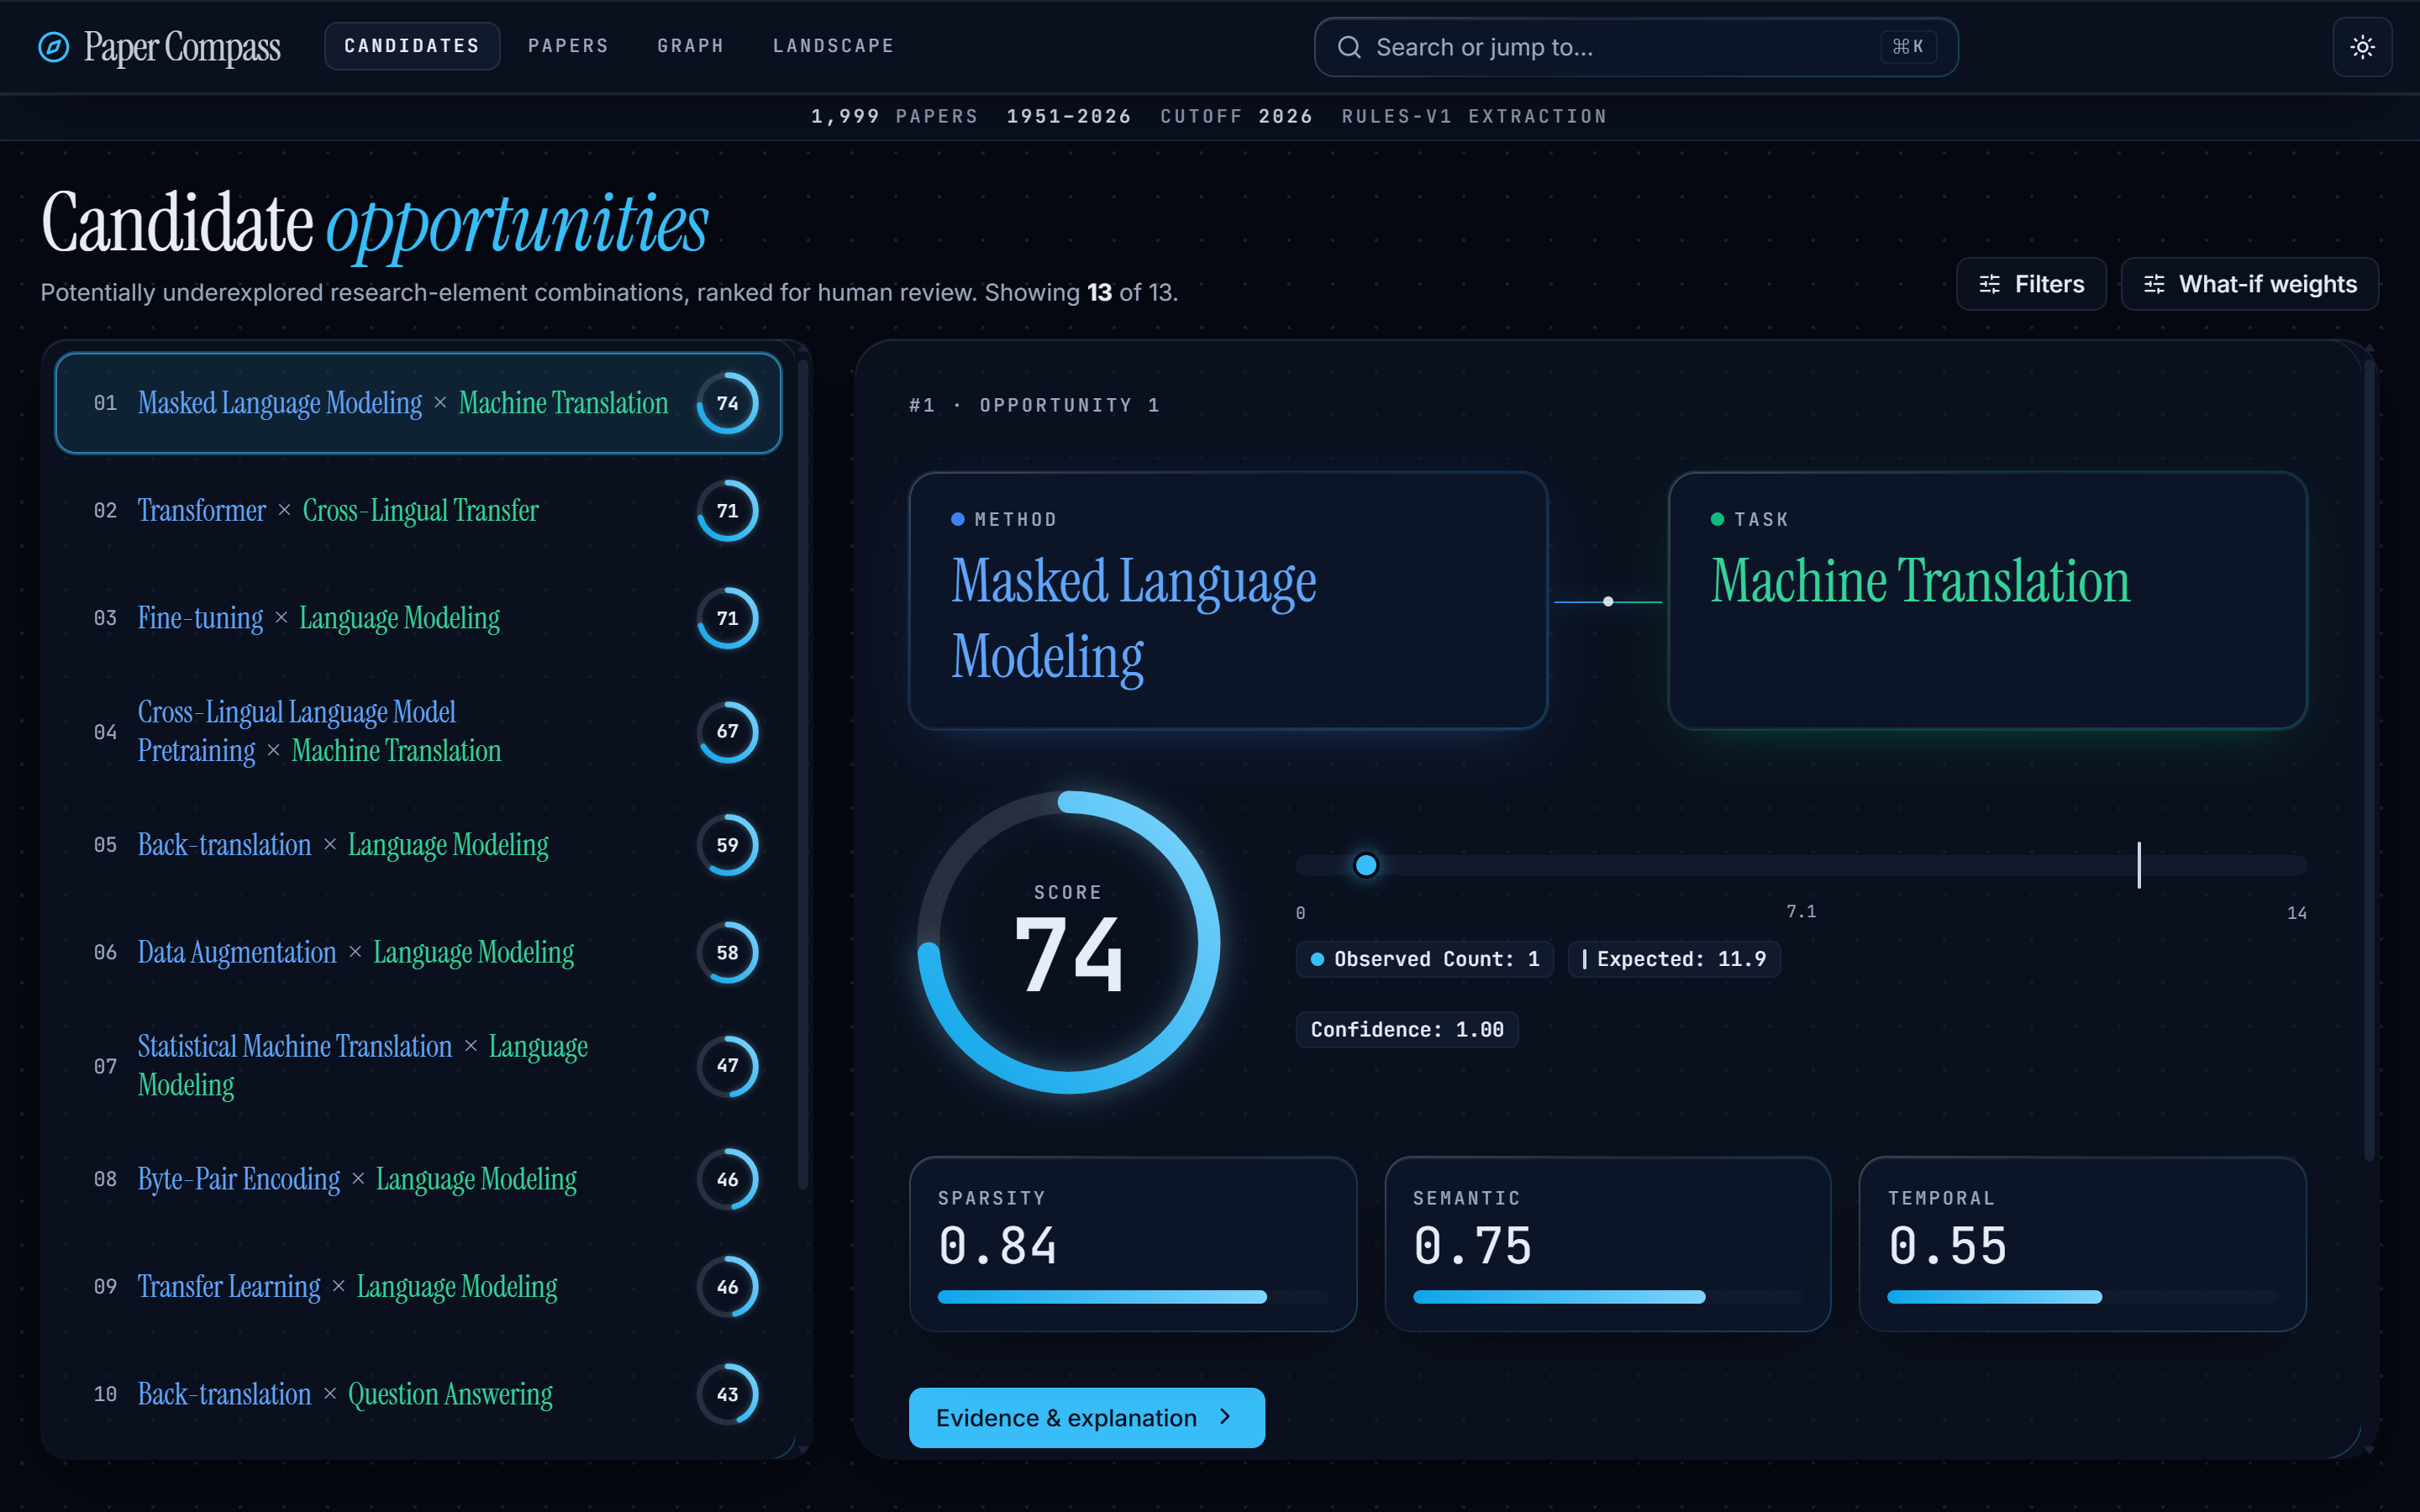 Paper Compass
CANDIDATES
PAPERS
GRAPH
LANDSCAPE
Search or jump to...
⌘K
1,999 PAPERS 1951–2026 CUTOFF 2026 RULES-V1 EXTRACTION
Candidate opportunities
Potentially underexplored research-element combinations, ranked for human review. Showing 13 of 13.
Filters
What-if weights
01 Masked Language Modeling × Machine Translation 74
02 Transformer × Cross-Lingual Transfer 71
03 Fine-tuning × Language Modeling 71
04 Cross-Lingual Language Model
Pretraining × Machine Translation 67
05 Back-translation × Language Modeling 59
06 Data Augmentation × Language Modeling 58
07 Statistical Machine Translation × Language
Modeling 47
08 Byte-Pair Encoding × Language Modeling 46
09 Transfer Learning × Language Modeling 46
10 Back-translation × Question Answering 43
#1 · OPPORTUNITY 1
METHOD
Masked Language
Modeling
TASK
Machine Translation
SCORE
74
0 7.1 14
Observed Count: 1
Expected: 11.9
Confidence: 1.00
SPARSITY
0.84
SEMANTIC
0.75
TEMPORAL
0.55
Evidence & explanation